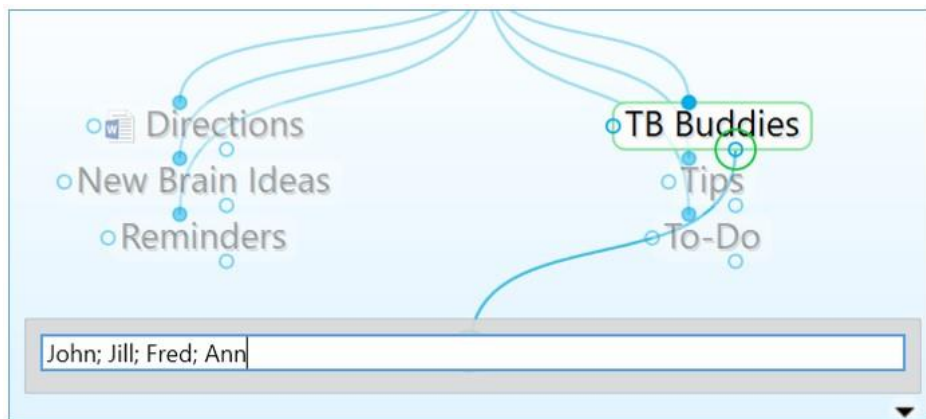 Directions
TB Buddies
New Brain Ideas
Tips
Reminders
To-Do
John; Jill; Fred; Ann